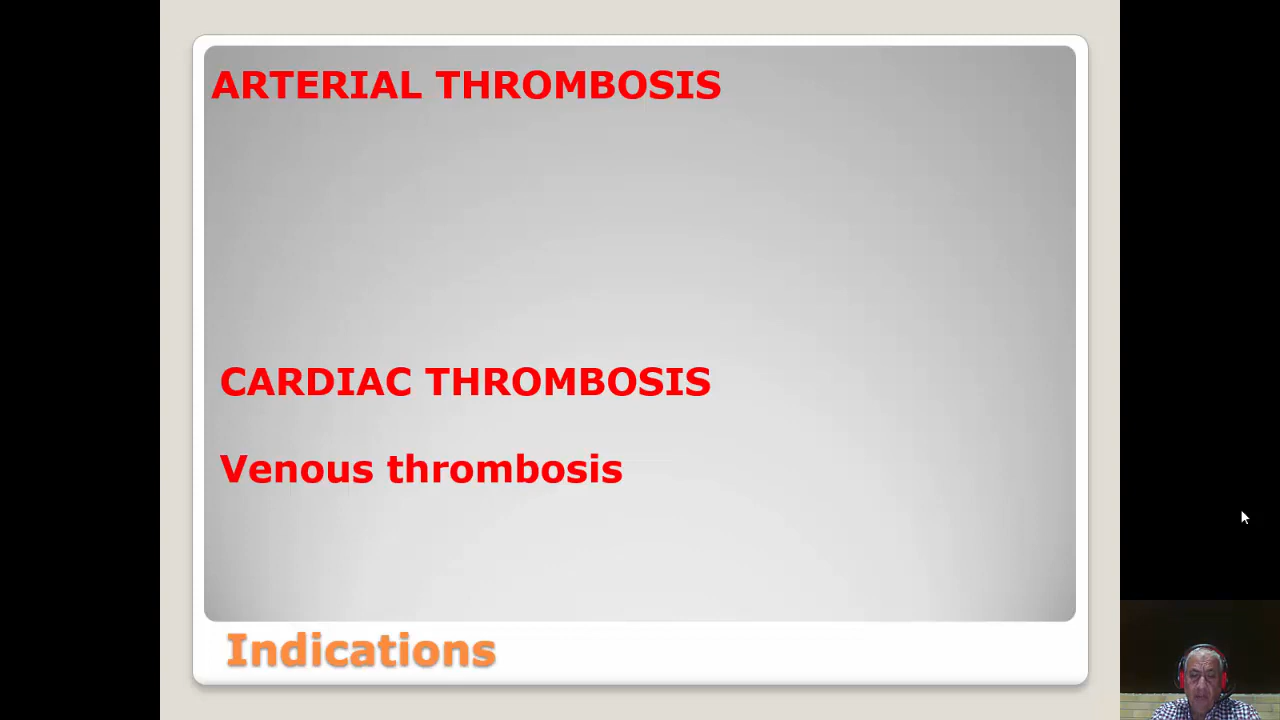 ARTERIAL THROMBOSIS
CARDIAC THROMBOSIS
Venous thrombosis
Indications